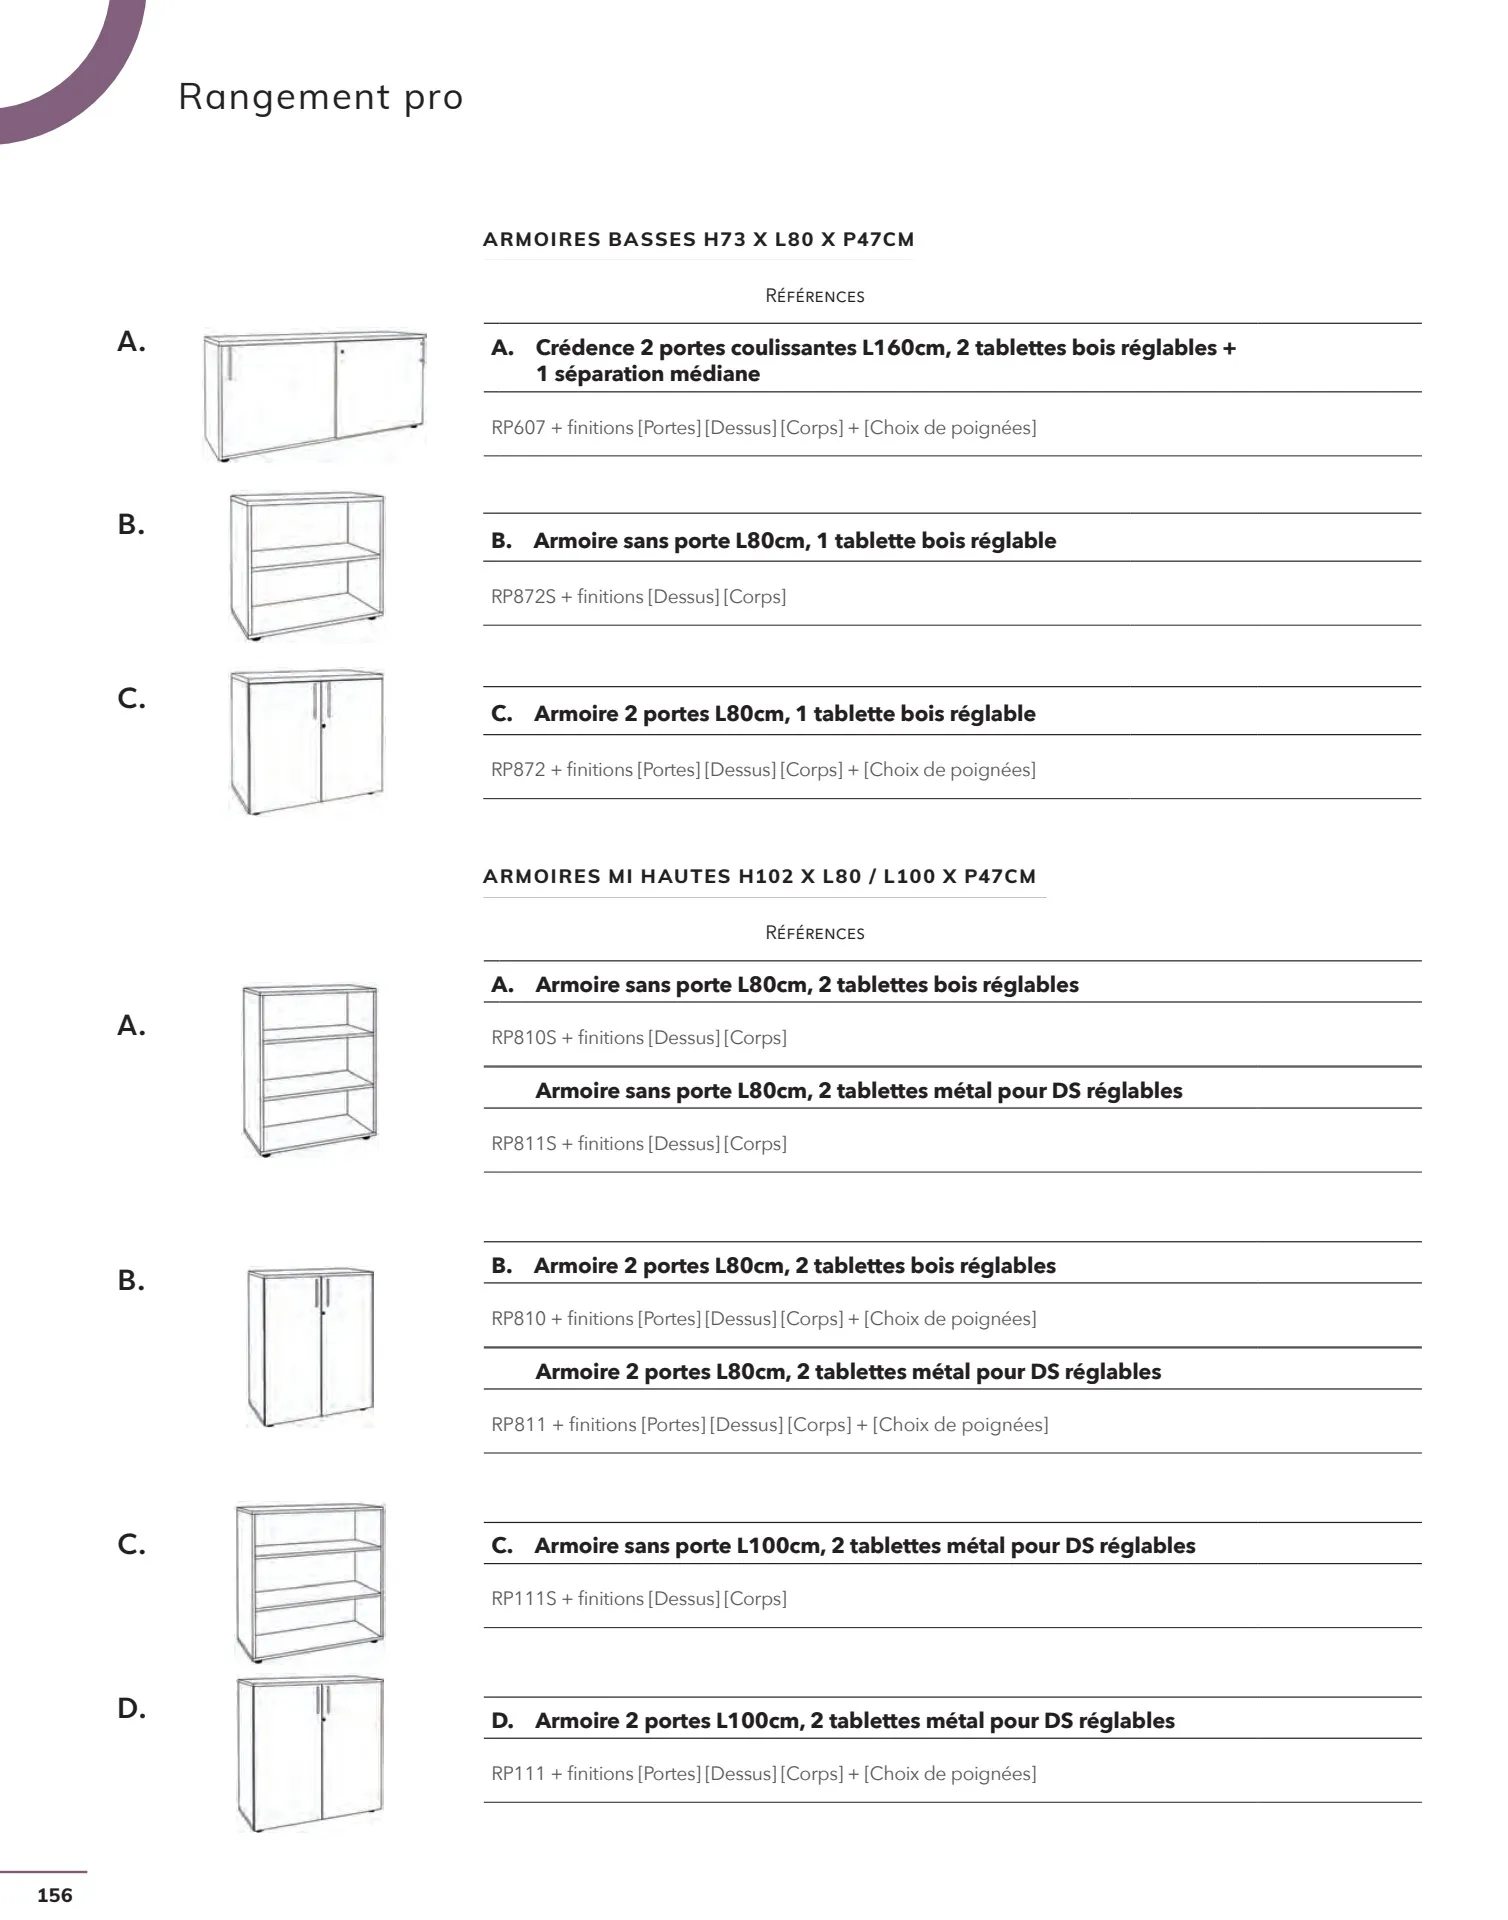 Rangement pro
ARMOIRES BASSES H73 X L80 X P47CM
Références
A.
A. Crédence 2 portes coulissantes L160cm, 2 tablettes bois réglables +
1 séparation médiane
RP607 + finitions [Portes] [Dessus] [Corps] + [Choix de poignées]
B.
B. Armoire sans porte L80cm, 1 tablette bois réglable
RP872S + finitions [Dessus] [Corps]
C.
C. Armoire 2 portes L80cm, 1 tablette bois réglable
RP872 + finitions [Portes] [Dessus] [Corps] + [Choix de poignées]
ARMOIRES MI HAUTES H102 X L80 / L100 X P47CM
Références
A.
A. Armoire sans porte L80cm, 2 tablettes bois réglables
RP810S + finitions [Dessus] [Corps]
Armoire sans porte L80cm, 2 tablettes métal pour DS réglables
RP811S + finitions [Dessus] [Corps]
B.
B. Armoire 2 portes L80cm, 2 tablettes bois réglables
RP810 + finitions [Portes] [Dessus] [Corps] + [Choix de poignées]
Armoire 2 portes L80cm, 2 tablettes métal pour DS réglables
RP811 + finitions [Portes] [Dessus] [Corps] + [Choix de poignées]
C.
C. Armoire sans porte L100cm, 2 tablettes métal pour DS réglables
RP111S + finitions [Dessus] [Corps]
D.
D. Armoire 2 portes L100cm, 2 tablettes métal pour DS réglables
RP111 + finitions [Portes] [Dessus] [Corps] + [Choix de poignées]
156